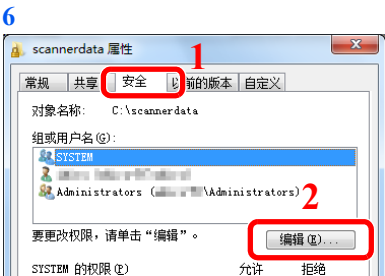 6
scannerdata 属性
1
常规 共享 安全 以前的版本 自定义
对象名称: C:\scannerdata
组或用户名(G):
SYSTEM
Administrators ( \Administrators)
2
要更改权限，请单击“编辑”。 编辑(E)...
SYSTEM 的权限(P) 允许 拒绝